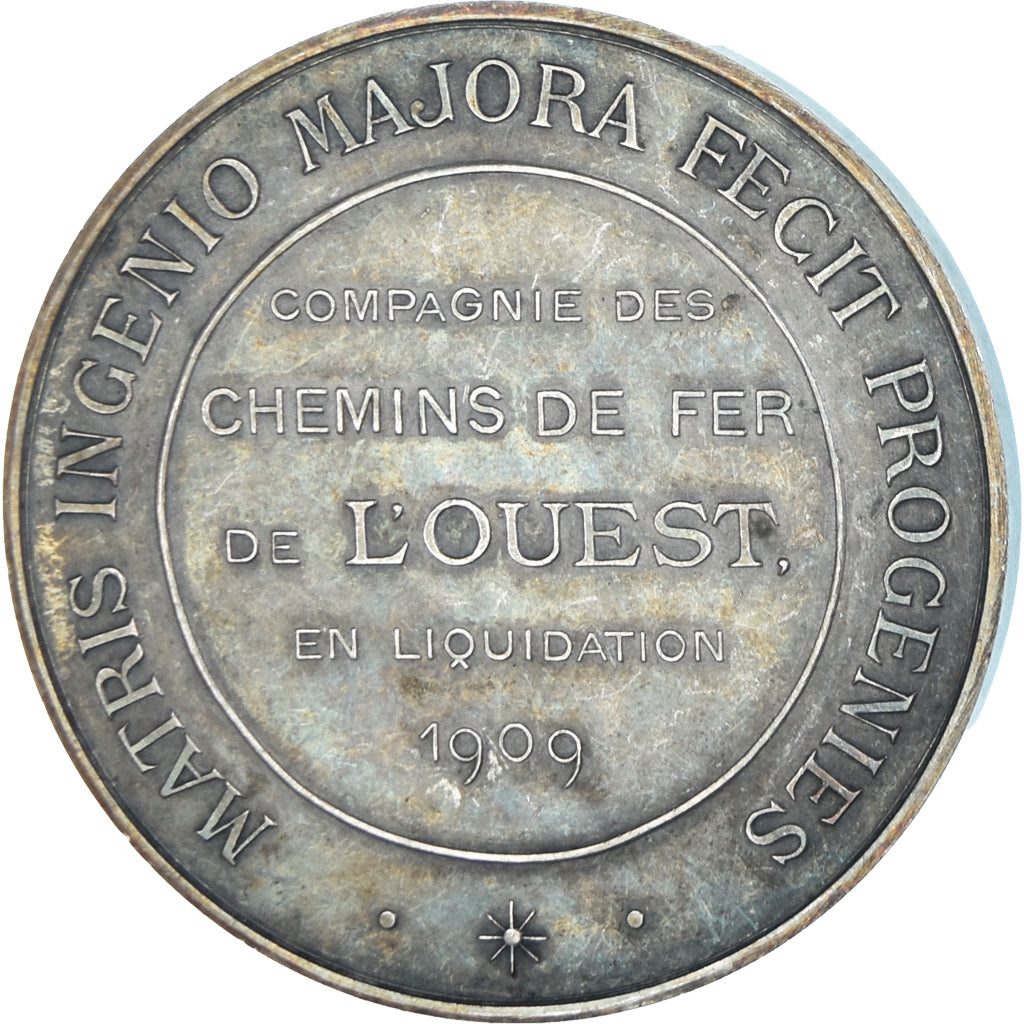 MATRIS INGENIO MAJORA FECIT PROGENIES
COMPAGNIE DES
CHEMINS DE FER
DE L'OUEST,
EN LIQUIDATION
1909